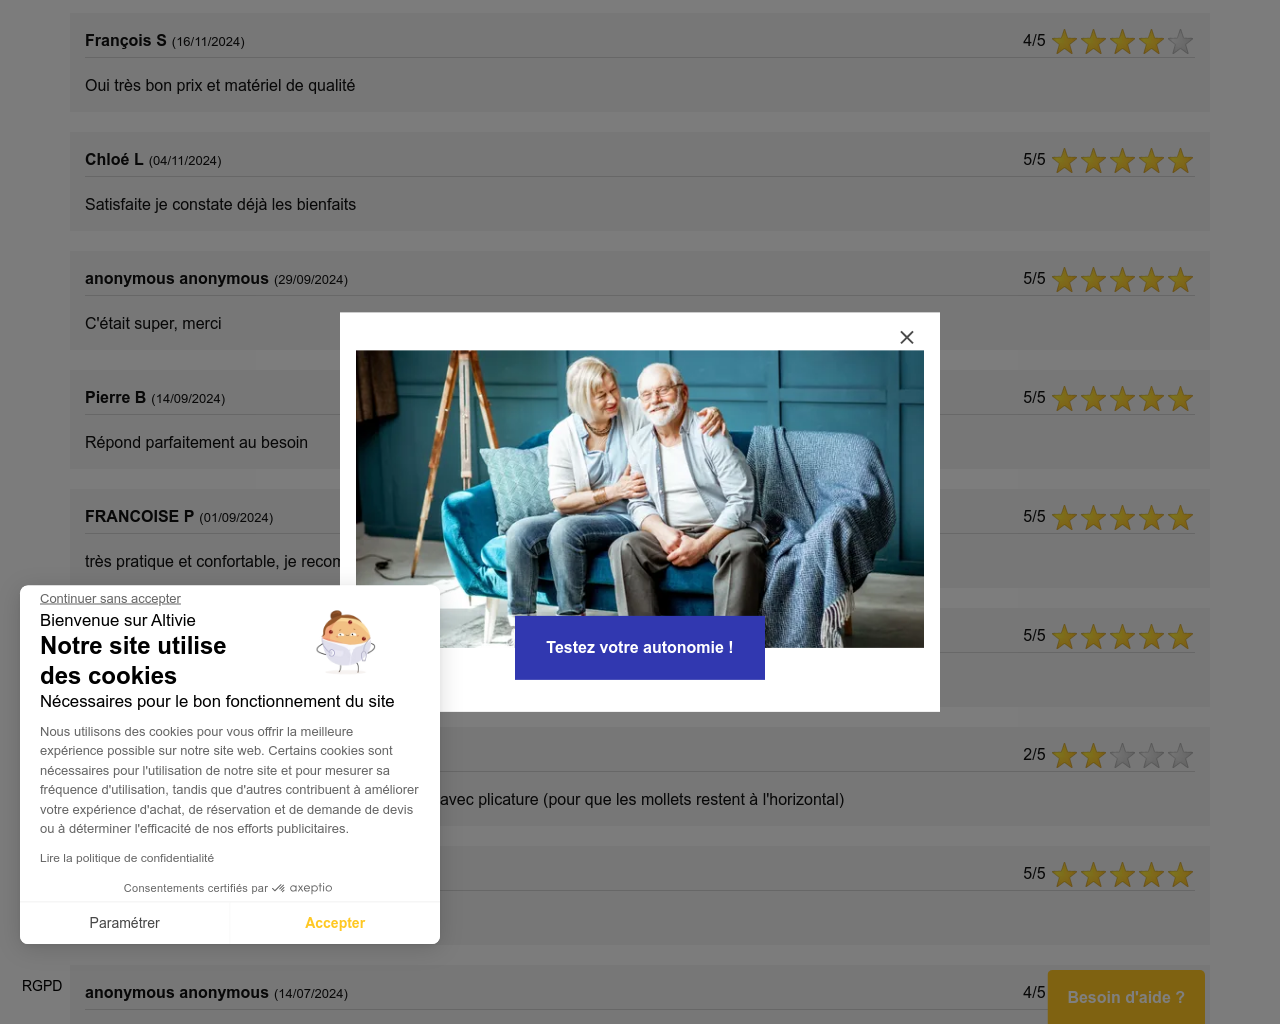 François S (16/11/2024)
4/5
Oui très bon prix et matériel de qualité
Chloé L (04/11/2024)
5/5
Satisfaite je constate déjà les bienfaits
anonymous anonymous (29/09/2024)
5/5
C'était super, merci
Pierre B (14/09/2024)
5/5
Répond parfaitement au besoin
FRANCOISE P (01/09/2024)
5/5
très pratique et confortable, je
5/5
Testez votre autonomie !
Continuer sans accepter
Bienvenue sur Altivie
Notre site utilise
des cookies
Nécessaires pour le bon fonctionnement du site
Nous utilisons des cookies pour vous offrir la meilleure
expérience possible sur notre site web. Certains cookies sont
nécessaires pour l'utilisation de notre site et pour mesurer sa
fréquence d'utilisation, tandis que d'autres contribuent à améliorer
votre expérience d'achat, de réservation et de demande de devis
ou à déterminer l'efficacité de nos efforts publicitaires.
Lire la politique de confidentialité
Consentements certifiés par axeptio
Paramétrer
Accepter
2/5
avec plicature (pour que les mollets restent à l'horizontal)
5/5
RGPD
anonymous anonymous (14/07/2024)
4/5
Besoin d'aide ?